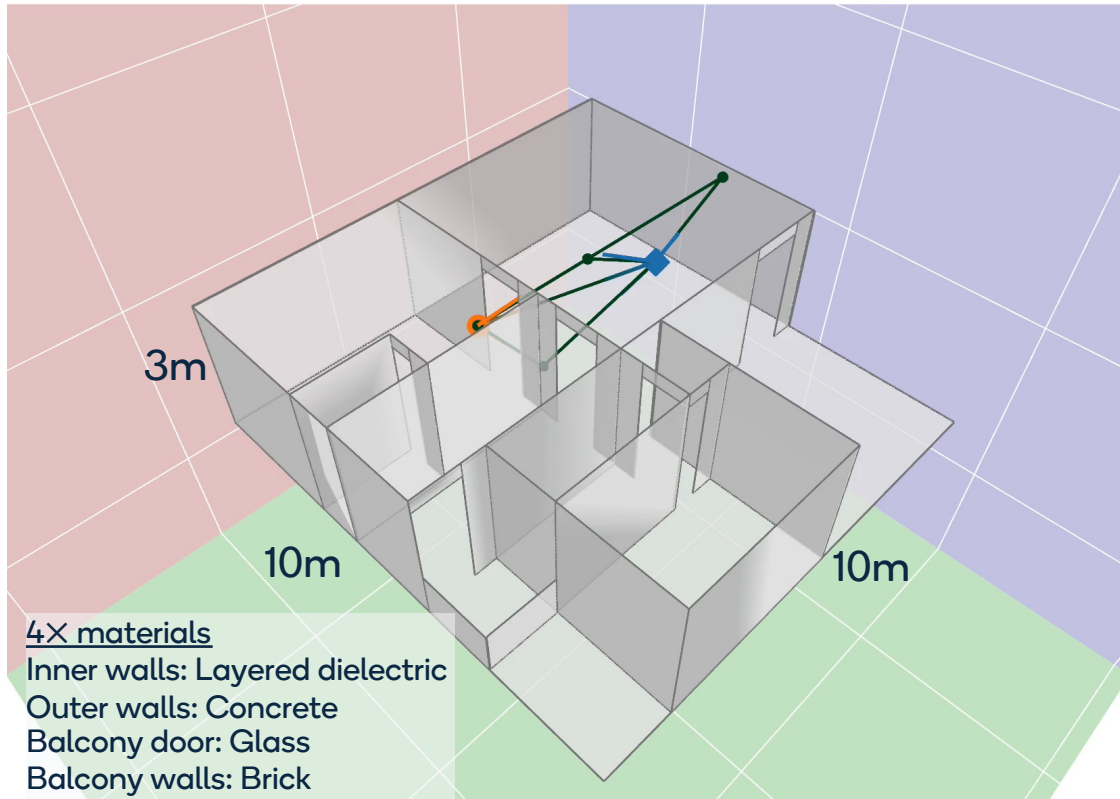 3m
10m
10m
4× materials
Inner walls: Layered dielectric
Outer walls: Concrete
Balcony door: Glass
Balcony walls: Brick